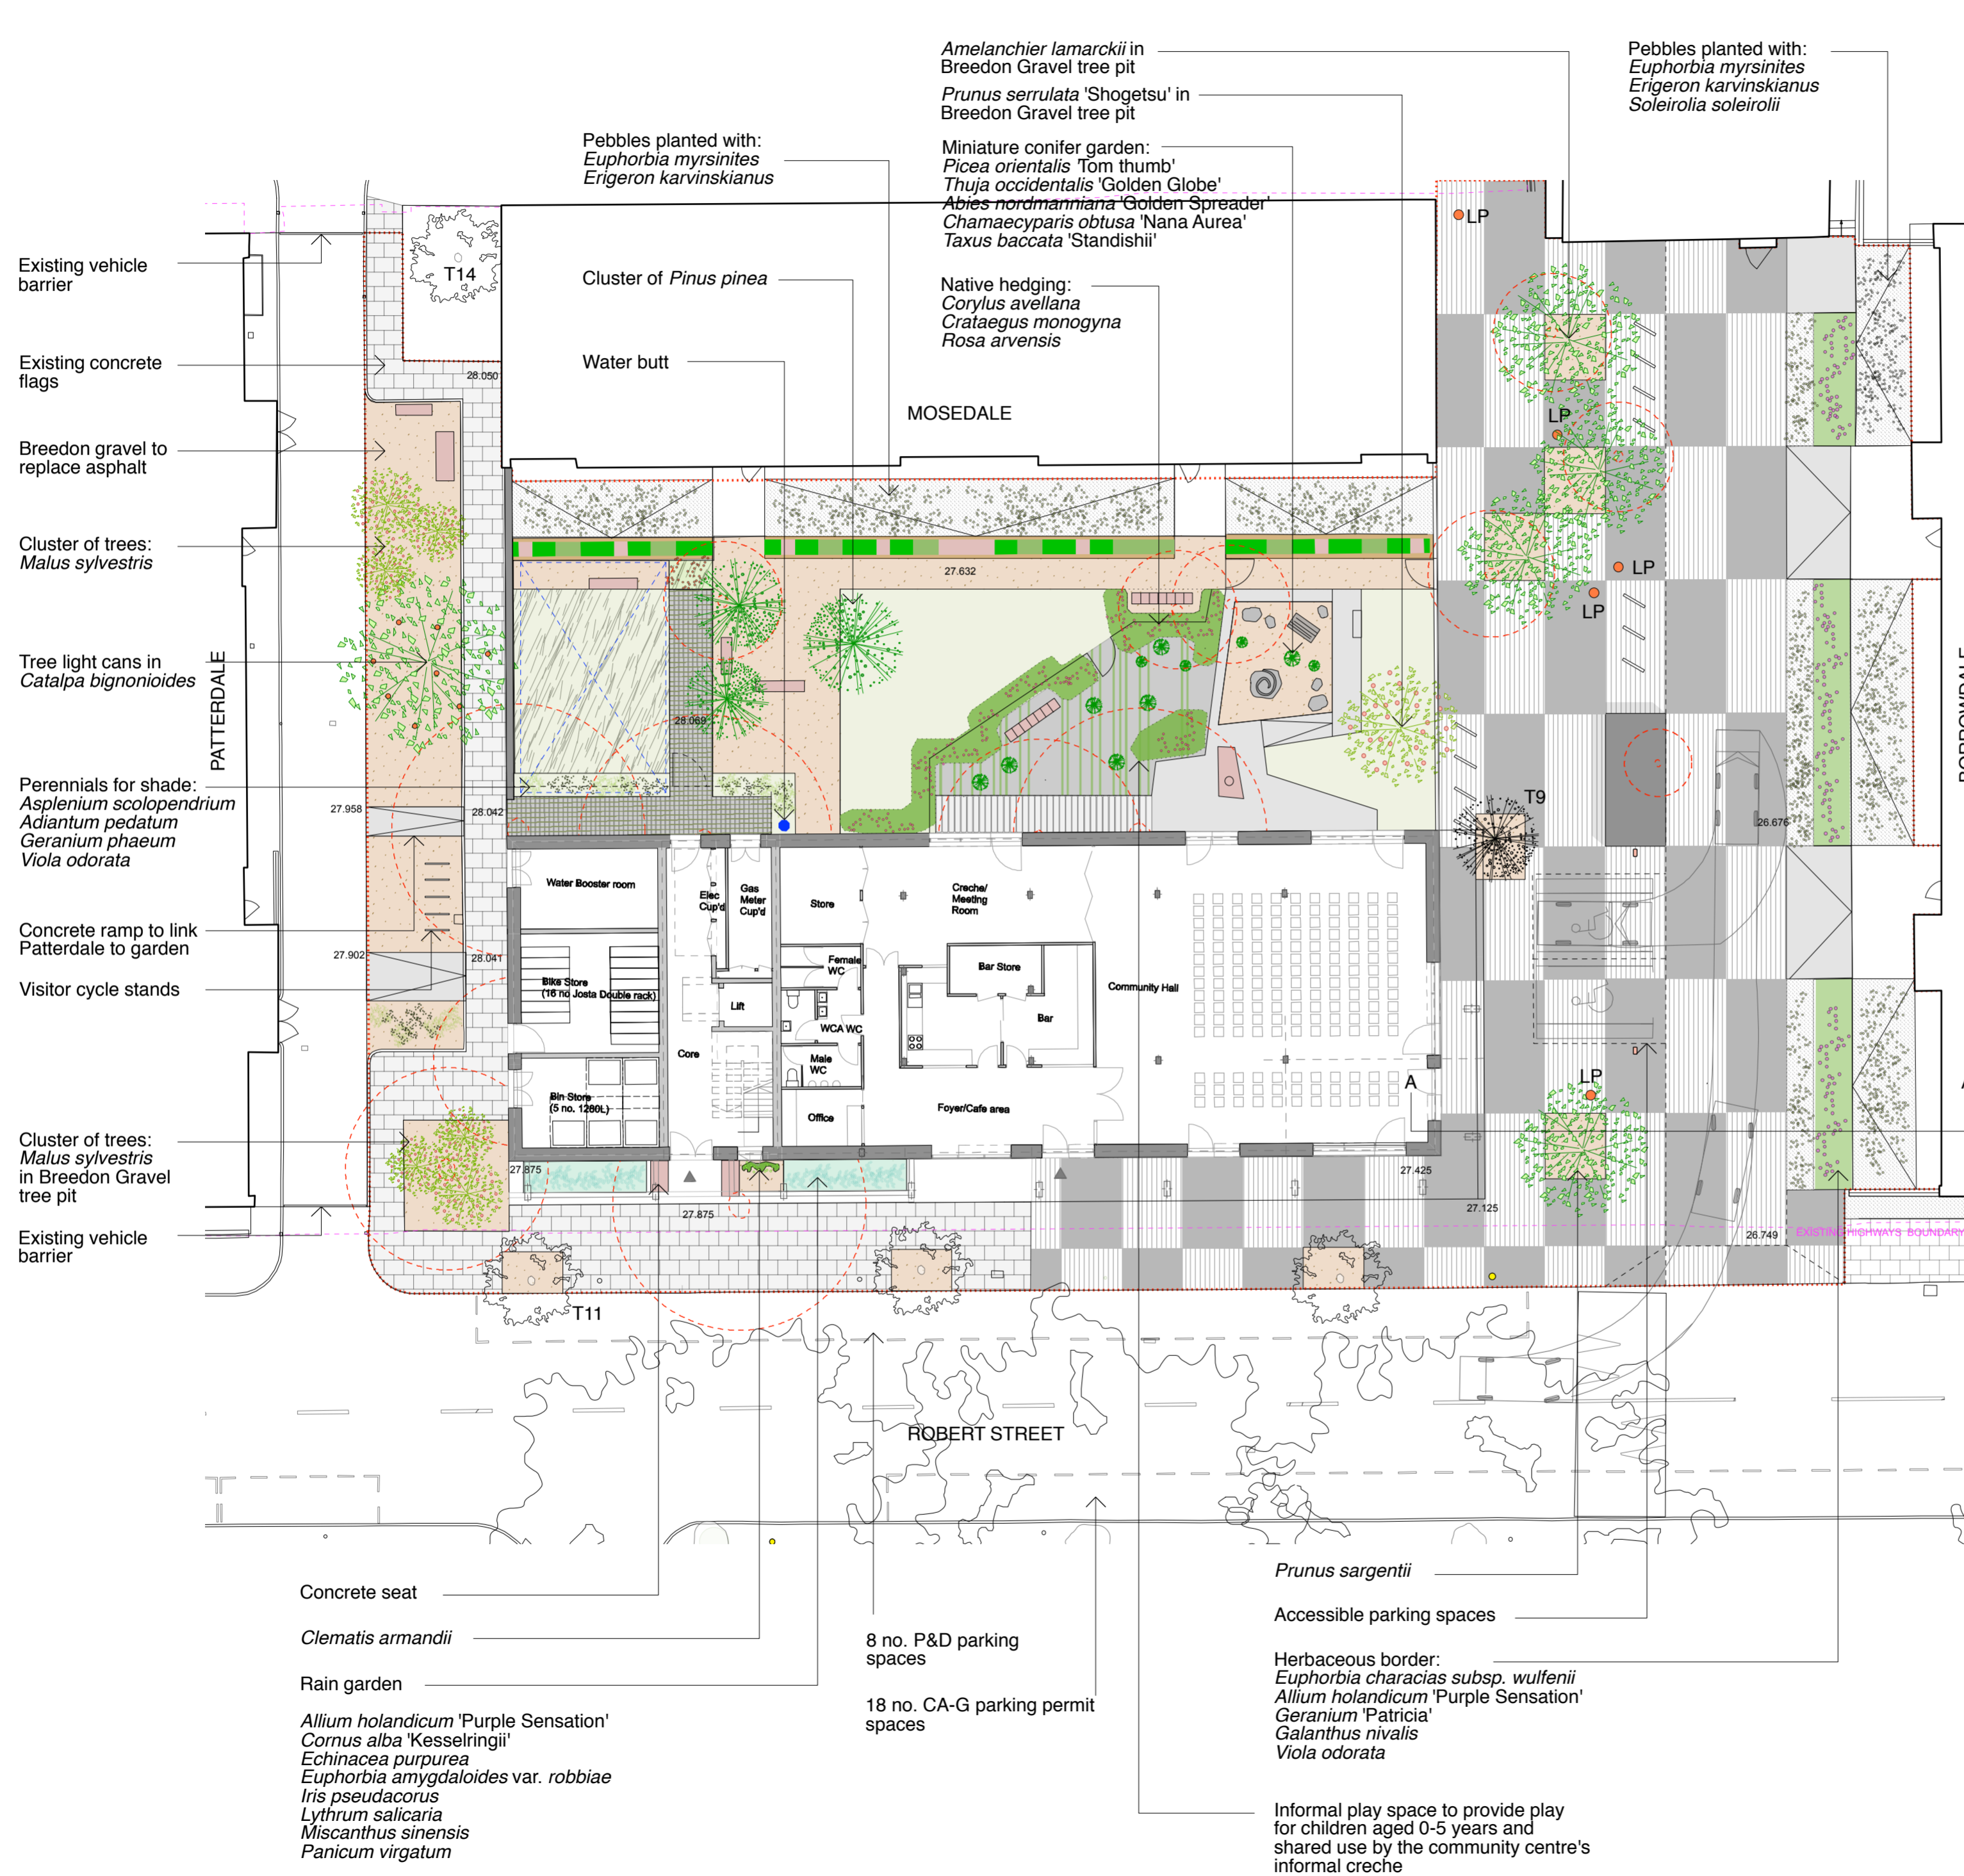 Amelanchier lamarckii in
Breedon Gravel tree pit
Prunus serrulata 'Shogetsu' in
Breedon Gravel tree pit
Miniature conifer garden:
Picea orientalis 'Tom thumb'
Thuja occidentalis 'Golden Globe'
Abies nordmanniana 'Golden Spreader'
Chamaecyparis obtusa 'Nana Aurea'
Taxus baccata 'Standishii'
Native hedging:
Corylus avellana
Crataegus monogyna
Rosa arvensis
Pebbles planted with:
Euphorbia myrsinites
Erigeron karvinskianus
Soleirolia soleirolii
Pebbles planted with:
Euphorbia myrsinites
Erigeron karvinskianus
Cluster of Pinus pinea
Water butt
Existing vehicle
barrier
Existing concrete
flags
Breedon gravel to
replace asphalt
Cluster of trees:
Malus sylvestris
Tree light cans in
Catalpa bignonioides
Perennials for shade:
Asplenium scolopendrium
Adiantum pedatum
Geranium phaeum
Viola odorata
Concrete ramp to link
Patterdale to garden
Visitor cycle stands
Cluster of trees:
Malus sylvestris
in Breedon Gravel
tree pit
Existing vehicle
barrier
PATTERDALE
T14
28.050
MOSEDALE
LP
LP
LP
LP
27.632
28.069
27.958
28.042
27.902
28.041
T9
26.676
Water Booster room
Elec
Cup'd
Gas
Meter
Cup'd
Store
Creche/
Meeting
Room
Female
WC
Bar Store
Bike Store
(16 no Josta Double rack)
Lift
WCA WC
Bar
Community Hall
Core
Male
WC
Bin Store
(5 no. 1280L)
Office
Foyer/Cafe area
A
LP
27.875
27.875
27.425
27.125
26.749
EXISTING HIGHWAYS BOUNDARY
T11
ROBERT STREET
Concrete seat
Clematis armandii
Rain garden
Allium holandicum 'Purple Sensation'
Cornus alba 'Kesselringii'
Echinacea purpurea
Euphorbia amygdaloides var. robbiae
Iris pseudacorus
Lythrum salicaria
Miscanthus sinensis
Panicum virgatum
8 no. P&D parking
spaces
18 no. CA-G parking permit
spaces
Prunus sargentii
Accessible parking spaces
Herbaceous border:
Euphorbia characias subsp. wulfenii
Allium holandicum 'Purple Sensation'
Geranium 'Patricia'
Galanthus nivalis
Viola odorata
Informal play space to provide play
for children aged 0-5 years and
shared use by the community centre's
informal creche